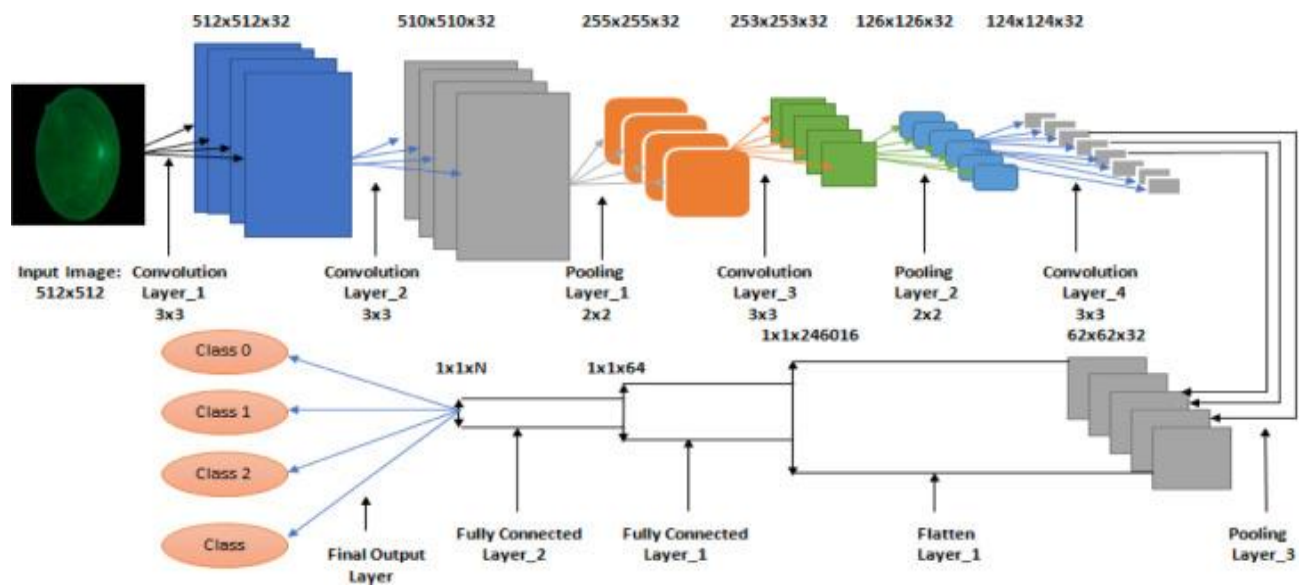 512x512x32 510x510x32 255x255x32 253x253x32 126x126x32 124x124x32
Input Image:
512x512
Convolution
Layer_1
3x3
Convolution
Layer_2
3x3
Pooling
Layer_1
2x2
Convolution
Layer_3
3x3
Pooling
Layer_2
2x2
Convolution
Layer_4
3x3
1x1xN 1x1x64 1x1x246016 62x62x32
Class 0
Class 1
Class 2
Class
Final Output
Layer
Fully Connected
Layer_2
Fully Connected
Layer_1
Flatten
Layer_1
Pooling
Layer_3